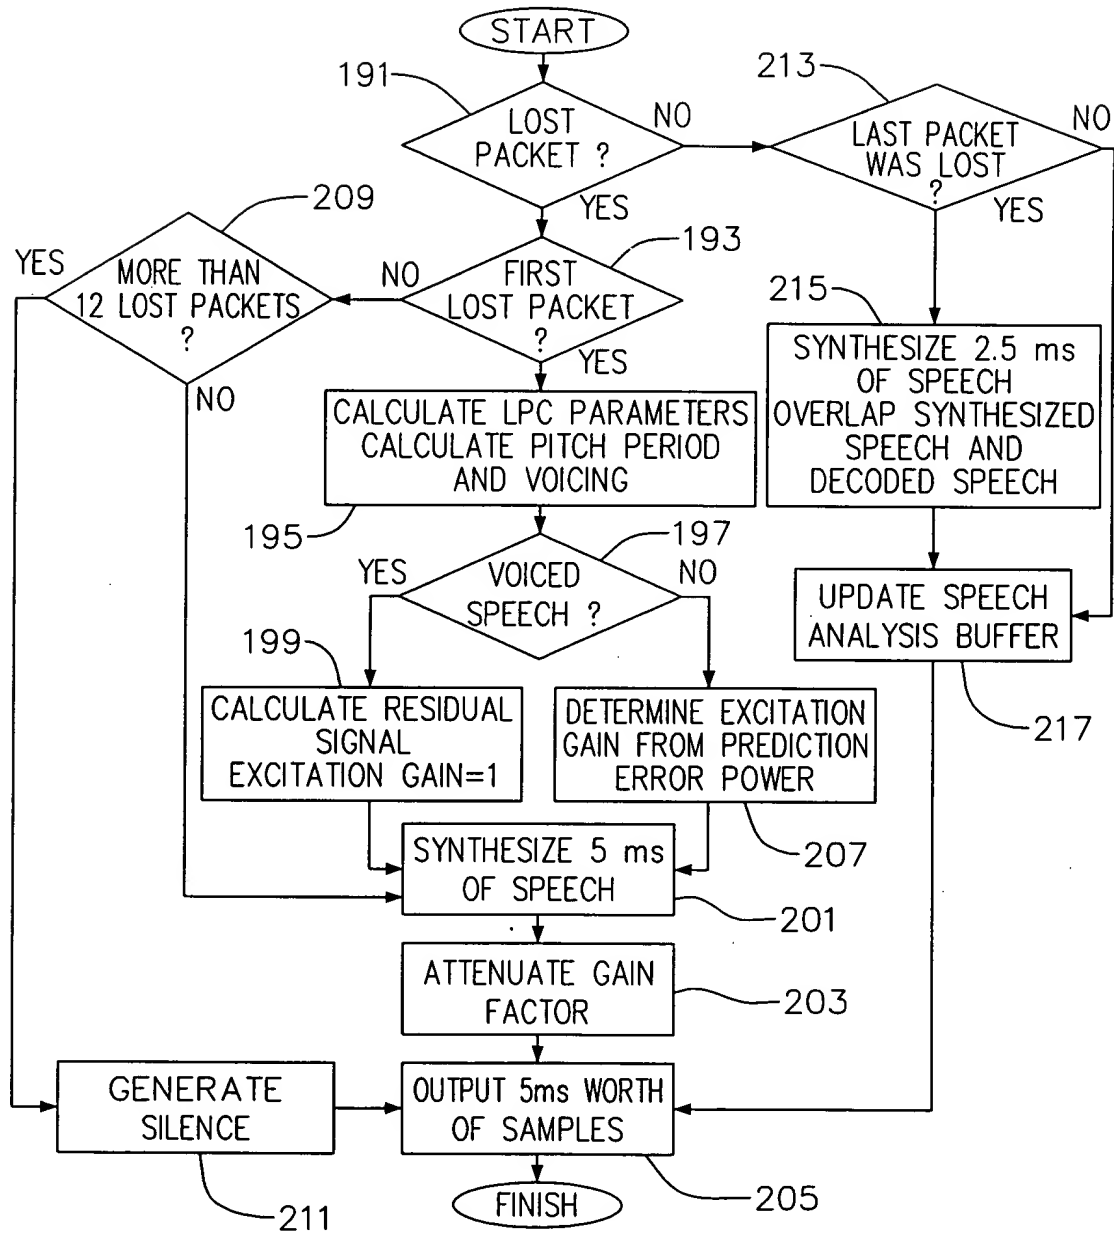 START
191
LOST
PACKET ?
NO
YES
213
LAST PACKET
WAS LOST
?
NO
YES
209
YES
MORE THAN
12 LOST PACKETS
?
NO
193
NO
FIRST
LOST PACKET
?
YES
215
SYNTHESIZE 2.5 ms
OF SPEECH
OVERLAP SYNTHESIZED
SPEECH AND
DECODED SPEECH
CALCULATE LPC PARAMETERS
CALCULATE PITCH PERIOD
AND VOICING
195
197
YES
VOICED
SPEECH ?
NO
UPDATE SPEECH
ANALYSIS BUFFER
217
199
CALCULATE RESIDUAL
SIGNAL
EXCITATION GAIN=1
DETERMINE EXCITATION
GAIN FROM PREDICTION
ERROR POWER
207
SYNTHESIZE 5 ms
OF SPEECH
201
ATTENUATE GAIN
FACTOR
203
GENERATE
SILENCE
211
OUTPUT 5ms WORTH
OF SAMPLES
205
FINISH